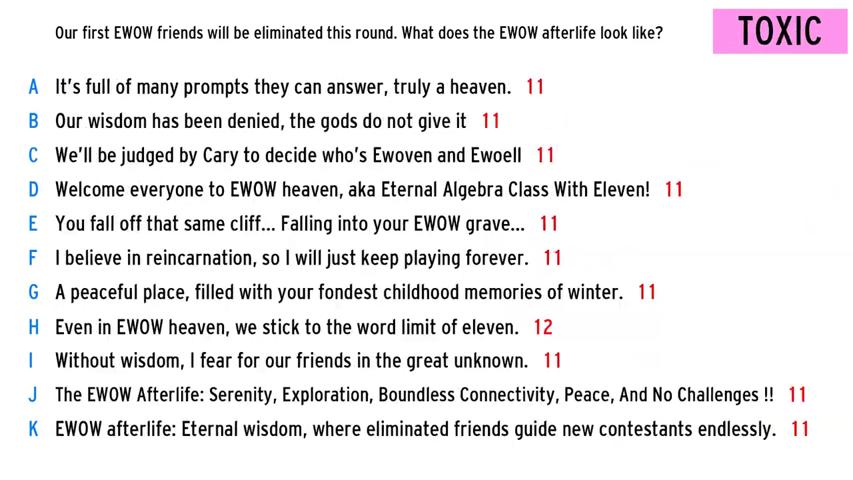 Our first EWOW friends will be eliminated this round. What does the EWOW afterlife look like?
TOXIC
A It's full of many prompts they can answer, truly a heaven. 11
B Our wisdom has been denied, the gods do not give it 11
C We'll be judged by Cary to decide who's Ewoven and Ewoell 11
D Welcome everyone to EWOW heaven, aka Eternal Algebra Class With Eleven! 11
E You fall off that same cliff... Falling into your EWOW grave... 11
F I believe in reincarnation, so I will just keep playing forever. 11
G A peaceful place, filled with your fondest childhood memories of winter. 11
H Even in EWOW heaven, we stick to the word limit of eleven. 12
I Without wisdom, I fear for our friends in the great unknown. 11
J The EWOW Afterlife: Serenity, Exploration, Boundless Connectivity, Peace, And No Challenges !! 11
K EWOW afterlife: Eternal wisdom, where eliminated friends guide new contestants endlessly. 11